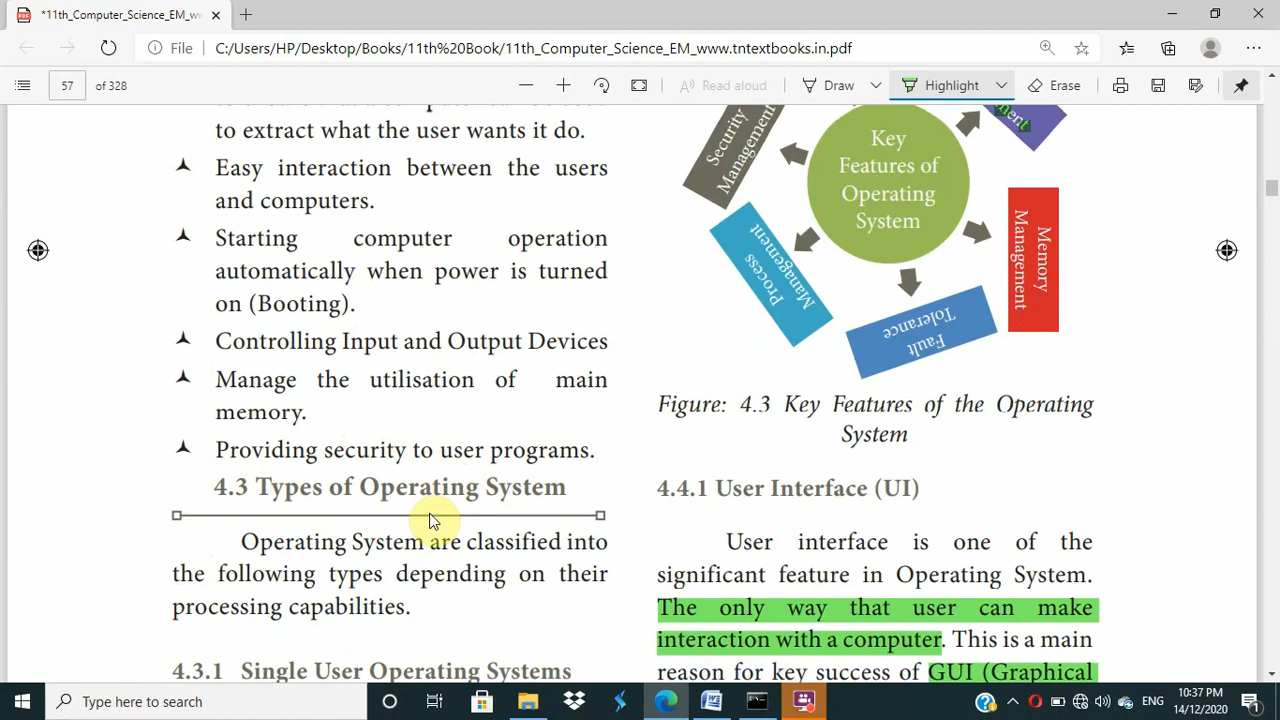 *11th_Computer_Science_EM_ww
File
C:/Users/HP/Desktop/Books/11th%20Book/11th_Computer_Science_EM_www.tntextbooks.in.pdf
57 of 328
Read aloud
Draw
Highlight
Erase
to extract what the user wants it do.
Easy interaction between the users
and computers.
Starting computer operation
automatically when power is turned
on (Booting).
Controlling Input and Output Devices
Manage the utilisation of main
memory.
Providing security to user programs.
4.3 Types of Operating System
Operating System are classified into
the following types depending on their
processing capabilities.
4.3.1 Single User Operating Systems
Key
Features of
Operating
System
Security
Management
Process
Management
Fault
Tolerance
Memory
Management
Figure: 4.3 Key Features of the Operating
System
4.4.1 User Interface (UI)
User interface is one of the
significant feature in Operating System.
The only way that user can make
interaction with a computer. This is a main
reason for key success of GUI (Graphical
Type here to search
ENG
10:37 PM
14/12/2020